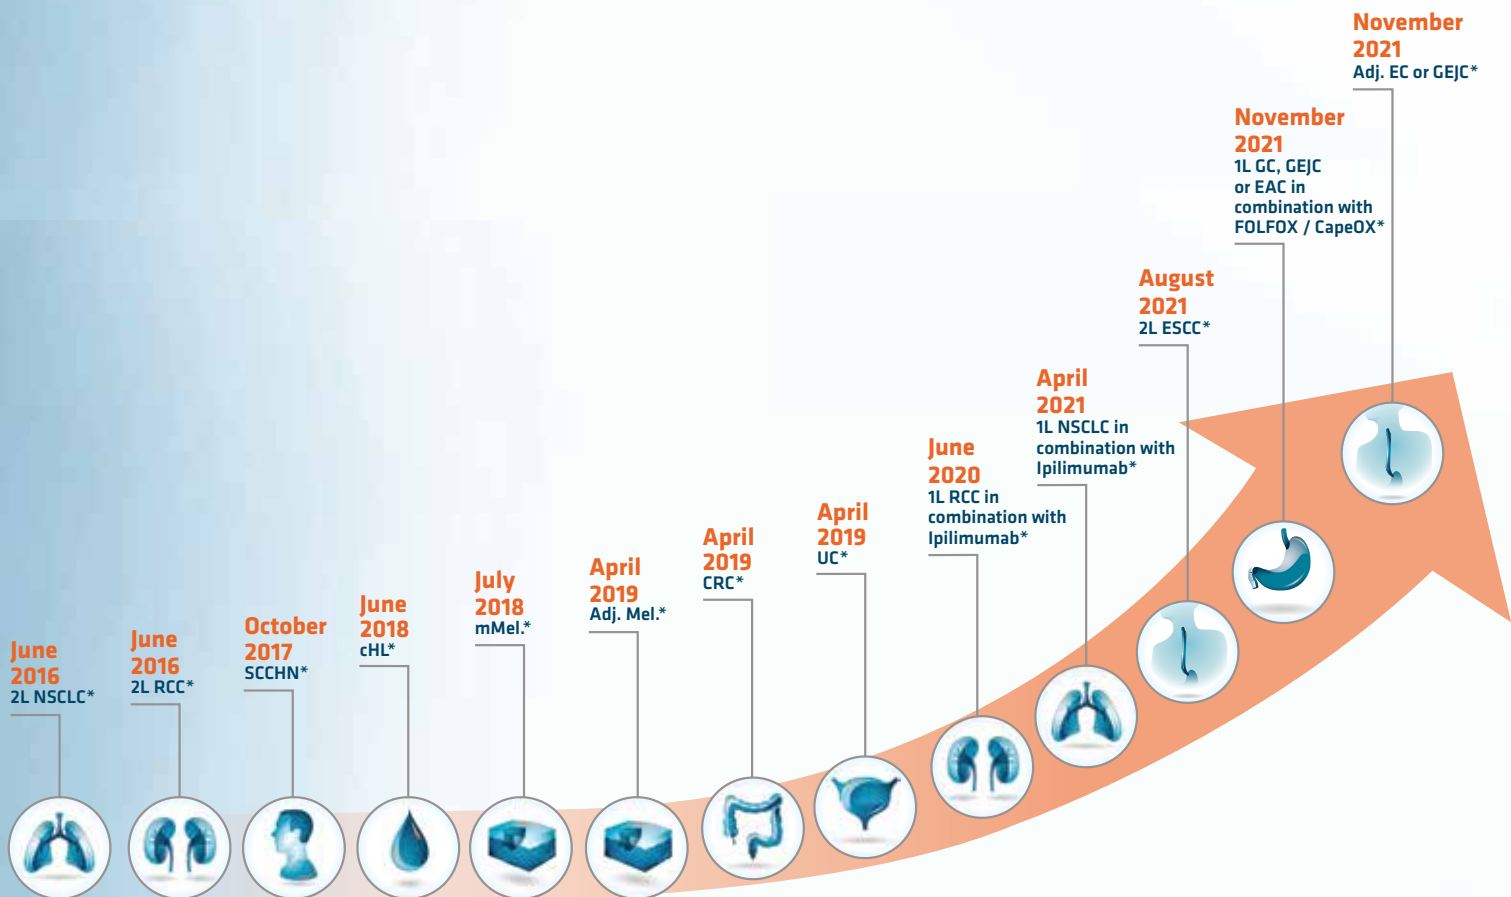 June
2016
2L NSCLC*
June
2016
2L RCC*
October
2017
SCCHN*
June
2018
cHL*
July
2018
mMel.*
April
2019
Adj. Mel.*
April
2019
CRC*
April
2019
UC*
June
2020
1L RCC in
combination with
Ipilimumab*
April
2021
1L NSCLC in
combination with
Ipilimumab*
August
2021
2L ESCC*
November
2021
1L GC, GEJC
or EAC in
combination with
FOLFOX / CapeOX*
November
2021
Adj. EC or GEJC*